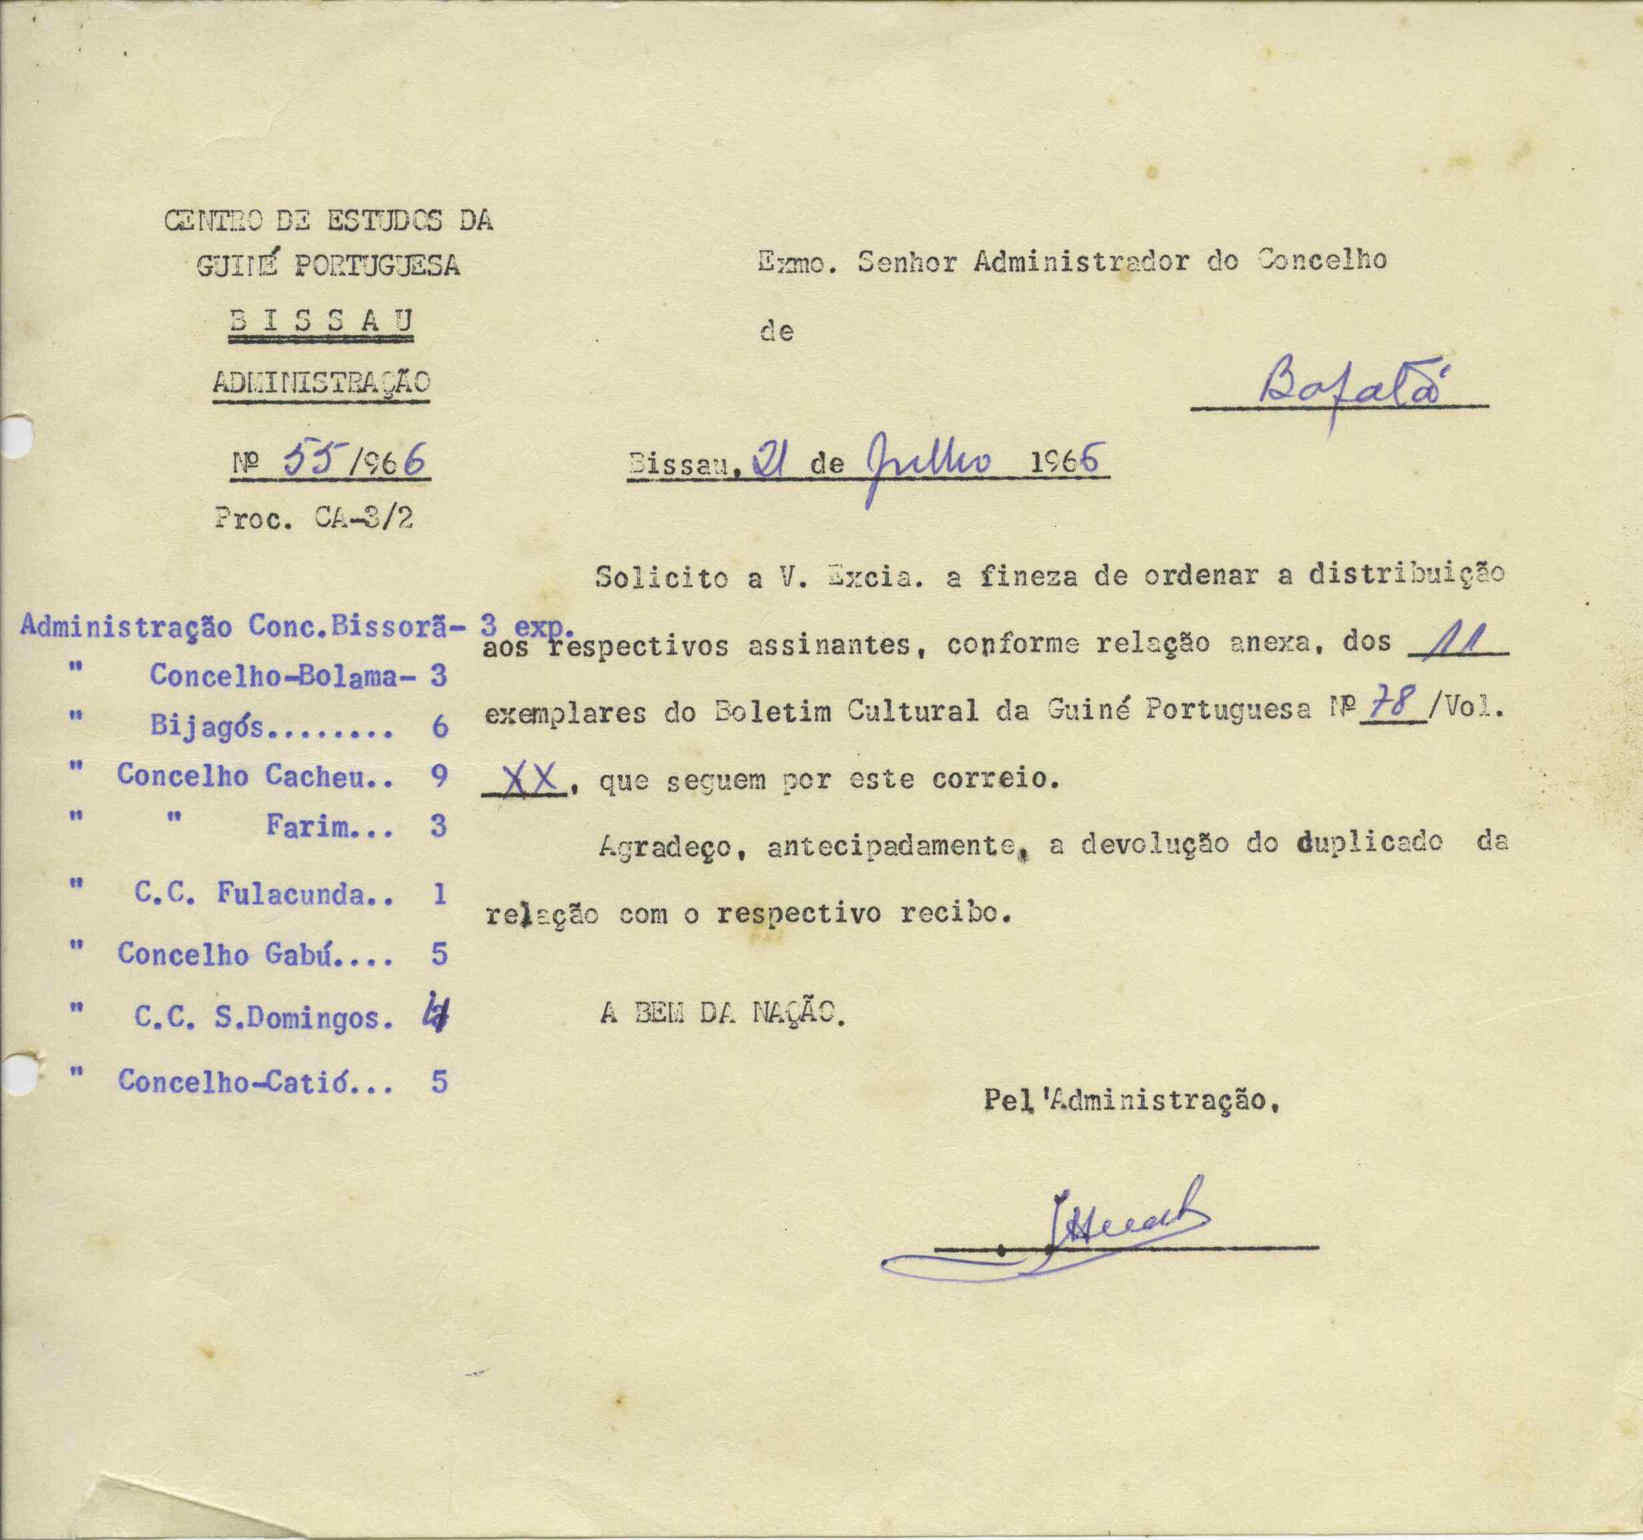 CENTRO DE ESTUDOS DA
GUINÉ PORTUGUESA
B I S S A U
ADMINISTRAÇÃO
Nº 55/966
Proc. CA-3/2
Exmo. Senhor Administrador do Concelho
de
Bafatá
Bissau, 21 de Julho 1966
Solicito a V. Excia. a fineza de ordenar a distribuição
aos respectivos assinantes, conforme relação anexa, dos 11
exemplares do Boletim Cultural da Guiné Portuguesa Nº 78/Vol.
XX, que seguem por este correio.
Agradeço, antecipadamente, a devolução do duplicado da
relação com o respectivo recibo.
A BEM DA NAÇÃO.
Pel'Administração,
Administração Conc.Bissorã- 3 exp.
" Concelho-Bolama- 3
" Bijagós........ 6
" Concelho Cacheu.. 9
" " Farim... 3
" C.C. Fulacunda.. 1
" Concelho Gabú.... 5
" C.C. S.Domingos.
" Concelho-Catió... 5